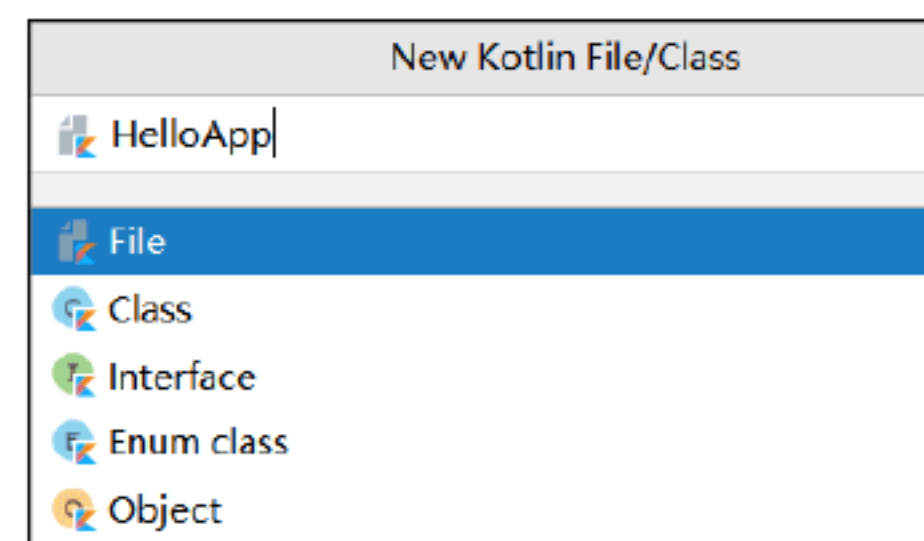 New Kotlin File/Class
HelloApp
File
Class
Interface
Enum class
Object